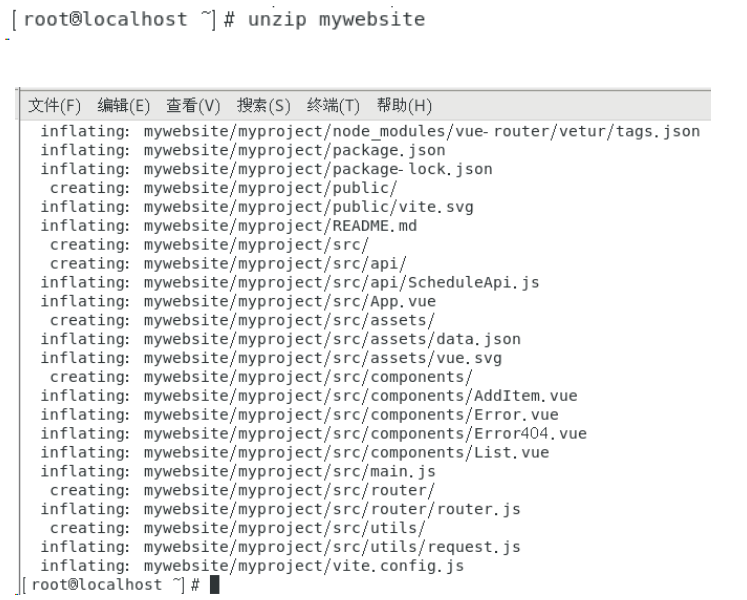 [root@localhost ~]# unzip mywebsite
文件(F) 编辑(E) 查看(V) 搜索(S) 终端(T) 帮助(H)
inflating: mywebsite/myproject/node_modules/vue-router/vetur/tags.json
inflating: mywebsite/myproject/package.json
inflating: mywebsite/myproject/package-lock.json
creating: mywebsite/myproject/public/
inflating: mywebsite/myproject/public/vite.svg
inflating: mywebsite/myproject/README.md
creating: mywebsite/myproject/src/
creating: mywebsite/myproject/src/api/
inflating: mywebsite/myproject/src/api/ScheduleApi.js
inflating: mywebsite/myproject/src/App.vue
creating: mywebsite/myproject/src/assets/
inflating: mywebsite/myproject/src/assets/data.json
inflating: mywebsite/myproject/src/assets/vue.svg
creating: mywebsite/myproject/src/components/
inflating: mywebsite/myproject/src/components/AddItem.vue
inflating: mywebsite/myproject/src/components/Error.vue
inflating: mywebsite/myproject/src/components/Error404.vue
inflating: mywebsite/myproject/src/components/List.vue
inflating: mywebsite/myproject/src/main.js
creating: mywebsite/myproject/src/router/
inflating: mywebsite/myproject/src/router/router.js
creating: mywebsite/myproject/src/utils/
inflating: mywebsite/myproject/src/utils/request.js
inflating: mywebsite/myproject/vite.config.js
[root@localhost ~]#